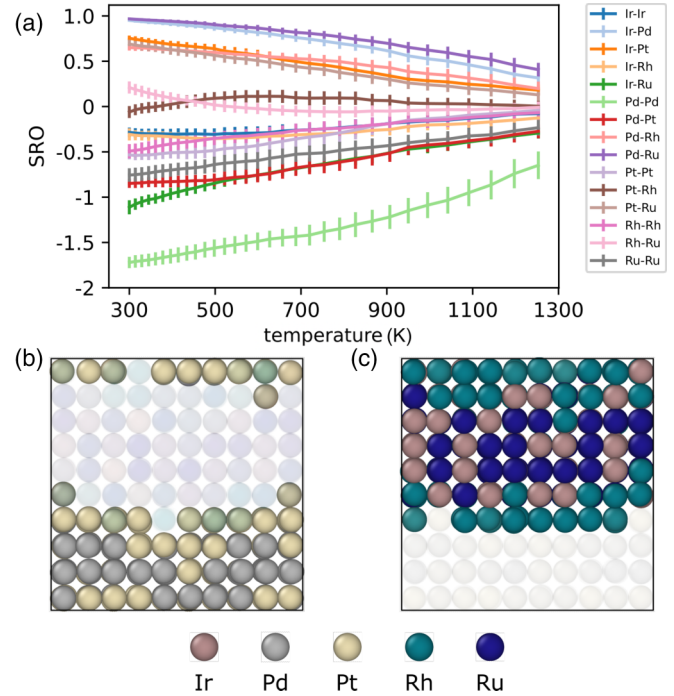 (a)
1.0
0.5
0
-0.5
-1
-1.5
-2
SRO
300
500
700
900
1100
1300
temperature (K)
Ir-Ir
Ir-Pd
Ir-Pt
Ir-Rh
Ir-Ru
Pd-Pd
Pd-Pt
Pd-Rh
Pd-Ru
Pt-Pt
Pt-Rh
Pt-Ru
Rh-Rh
Rh-Ru
Ru-Ru
(b)
(c)
Ir Pd Pt Rh Ru